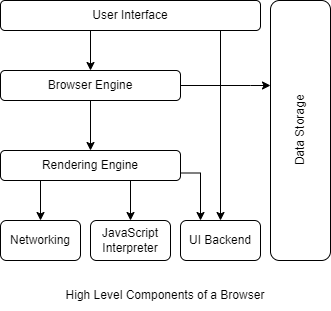 User Interface
Browser Engine
Data Storage
Rendering Engine
Networking
JavaScript
Interpreter
UI Backend
High Level Components of a Browser